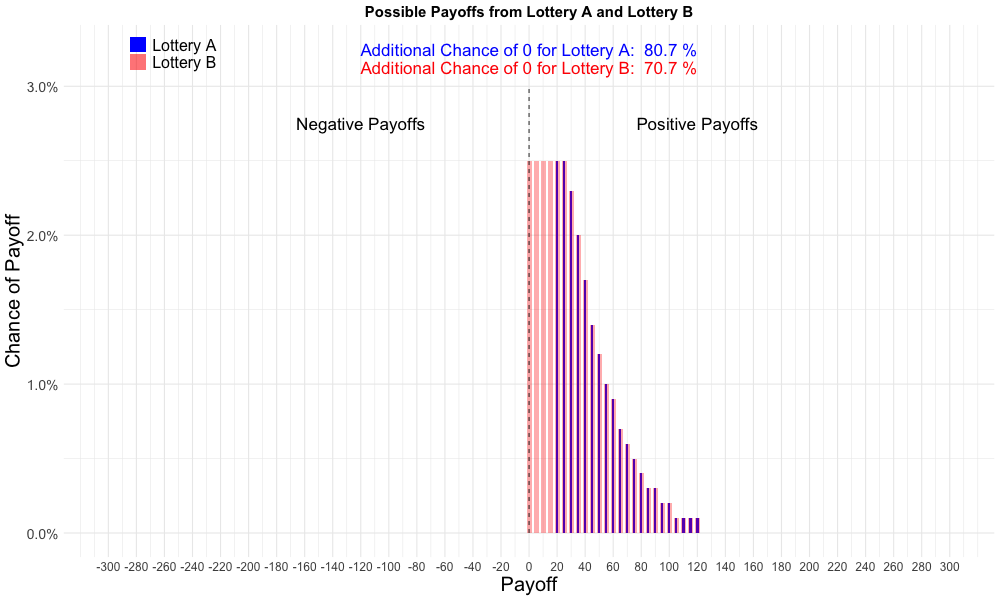 Possible Payoffs from Lottery A and Lottery B
Lottery A
Lottery B
Additional Chance of 0 for Lottery A:  80.7 %
Additional Chance of 0 for Lottery B:  70.7 %
Negative Payoffs
Positive Payoffs
Chance of Payoff
3.0%
2.0%
1.0%
0.0%
-300 -280 -260 -240 -220 -200 -180 -160 -140 -120 -100 -80 -60 -40 -20 0 20 40 60 80 100 120 140 160 180 200 220 240 260 280 300
Payoff